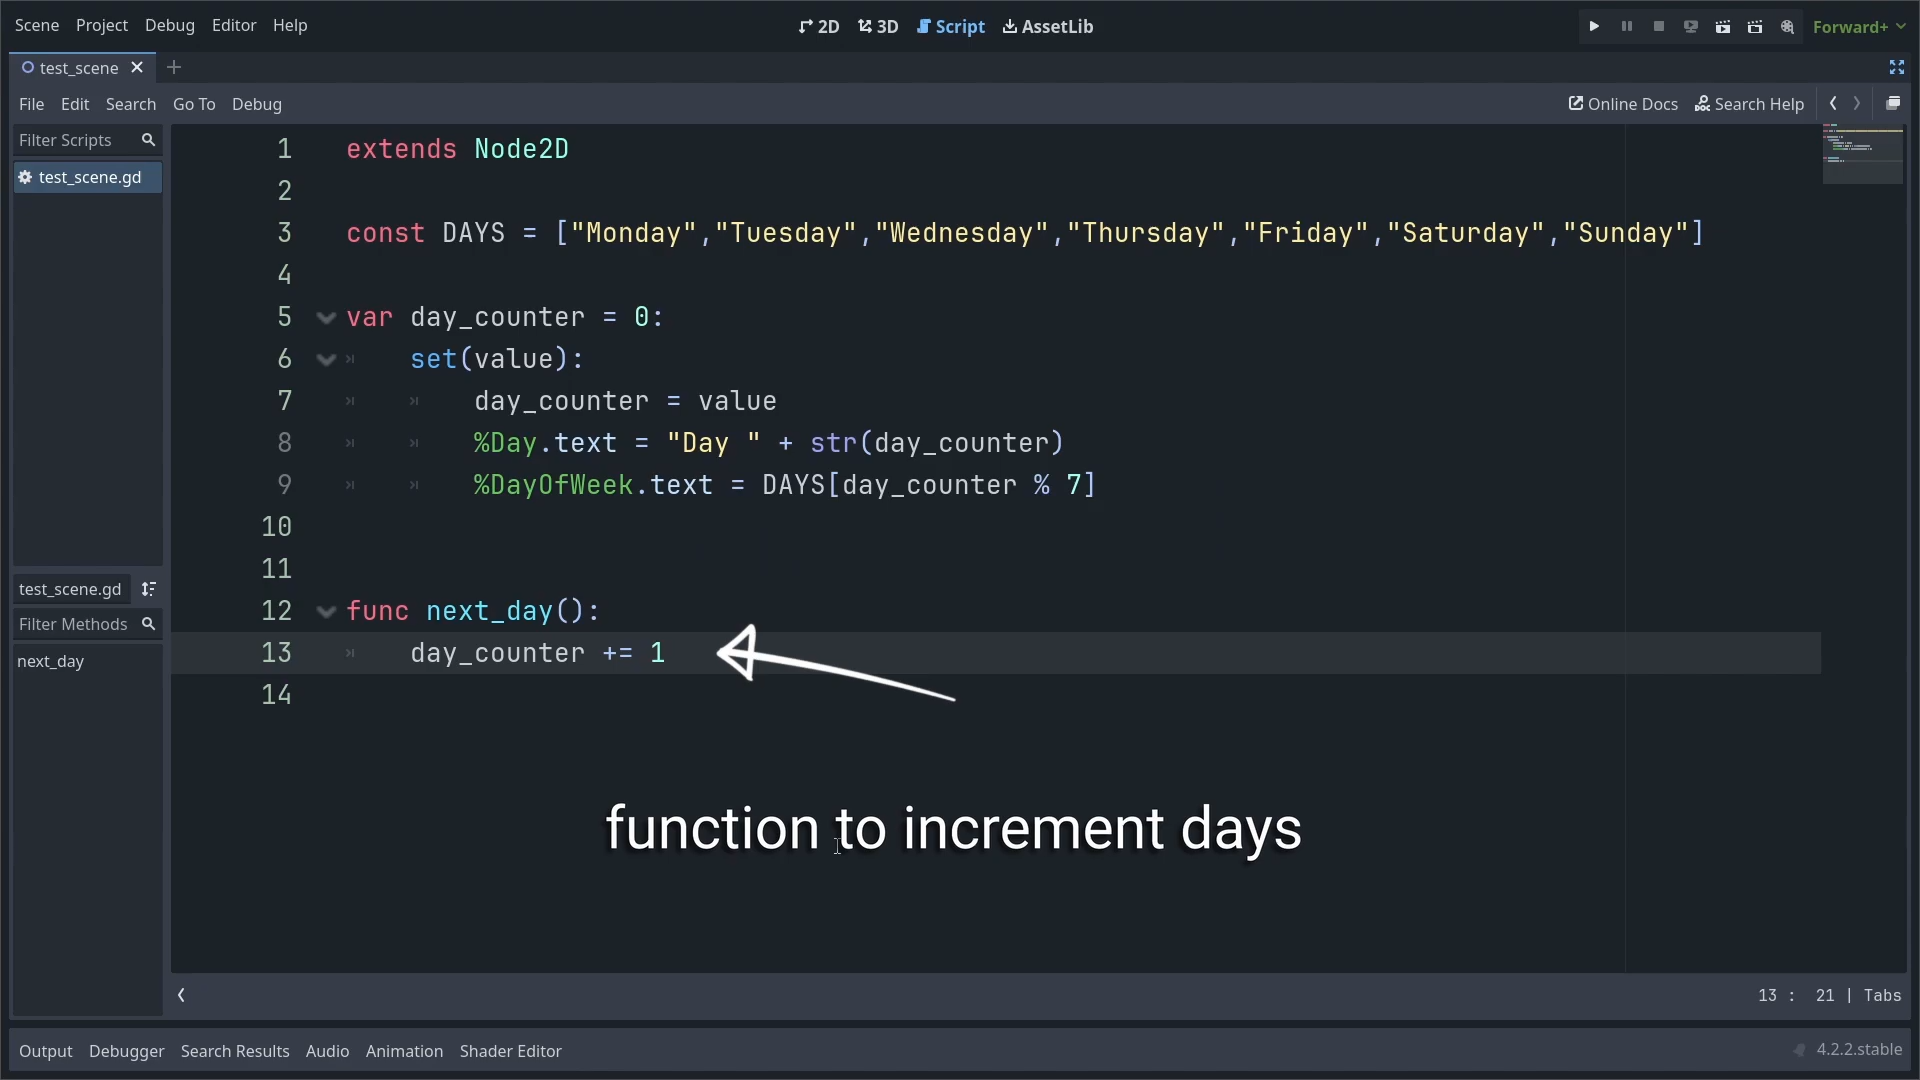 Scene Project Debug Editor Help 2D 3D Script AssetLib Forward+
test_scene
File Edit Search Go To Debug Online Docs Search Help
Filter Scripts
test_scene.gd
1 extends Node2D
2
3 const DAYS = ["Monday","Tuesday","Wednesday","Thursday","Friday","Saturday","Sunday"]
4
5 var day_counter = 0:
6 set(value):
7 day_counter = value
8 %Day.text = "Day " + str(day_counter)
9 %DayOfWeek.text = DAYS[day_counter % 7]
10
11
12 func next_day():
13 day_counter += 1
14
test_scene.gd
Filter Methods
next_day
function to increment days
13 : 21 | Tabs
Output Debugger Search Results Audio Animation Shader Editor 4.2.2.stable